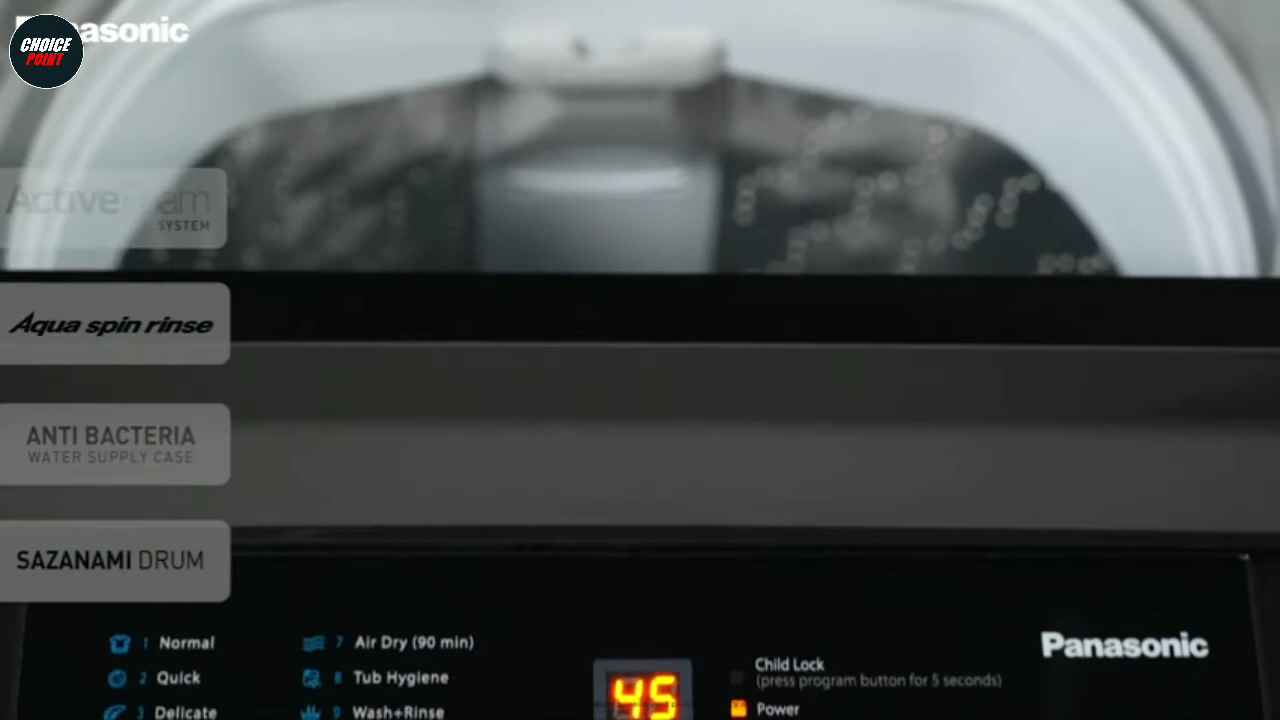 Panasonic
CHOICE
POINT
ActiveFoam
SYSTEM
Aqua spin rinse
ANTI BACTERIA
WATER SUPPLY CASE
SAZANAMI DRUM
1 Normal
2 Quick
3 Delicate
7 Air Dry (90 min)
8 Tub Hygiene
9 Wash+Rinse
45
Child Lock
(press program button for 5 seconds)
Power
Panasonic